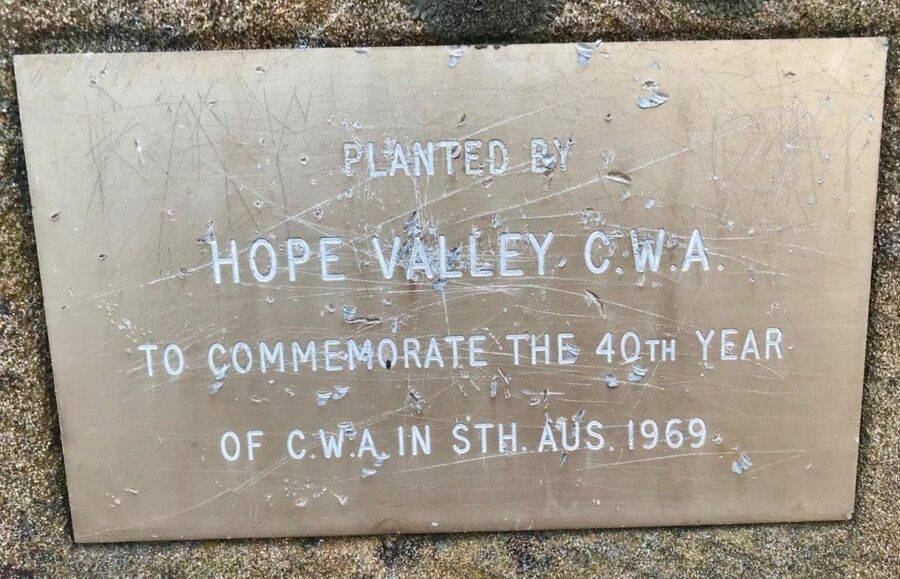 PLANTED BY
HOPE VALLEY C.W.A.
TO COMMEMORATE THE 40TH YEAR
OF C.W.A. IN STH. AUS. 1969